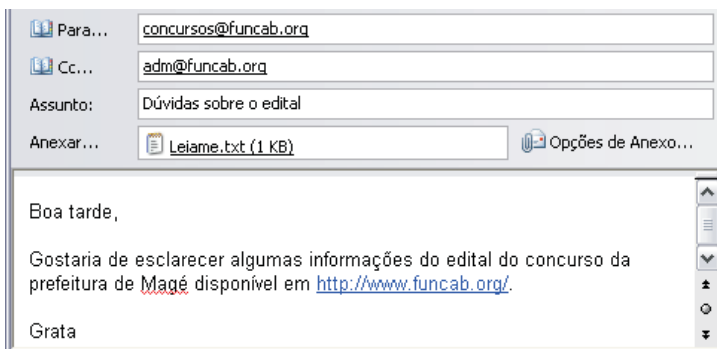 Para... concursos@funcab.org
Cc... adm@funcab.org
Assunto: Dúvidas sobre o edital
Anexar... Leiame.txt (1 KB) Opções de Anexo...
Boa tarde,
Gostaria de esclarecer algumas informações do edital do concurso da
prefeitura de Magé disponível em http://www.funcab.org/.
Grata